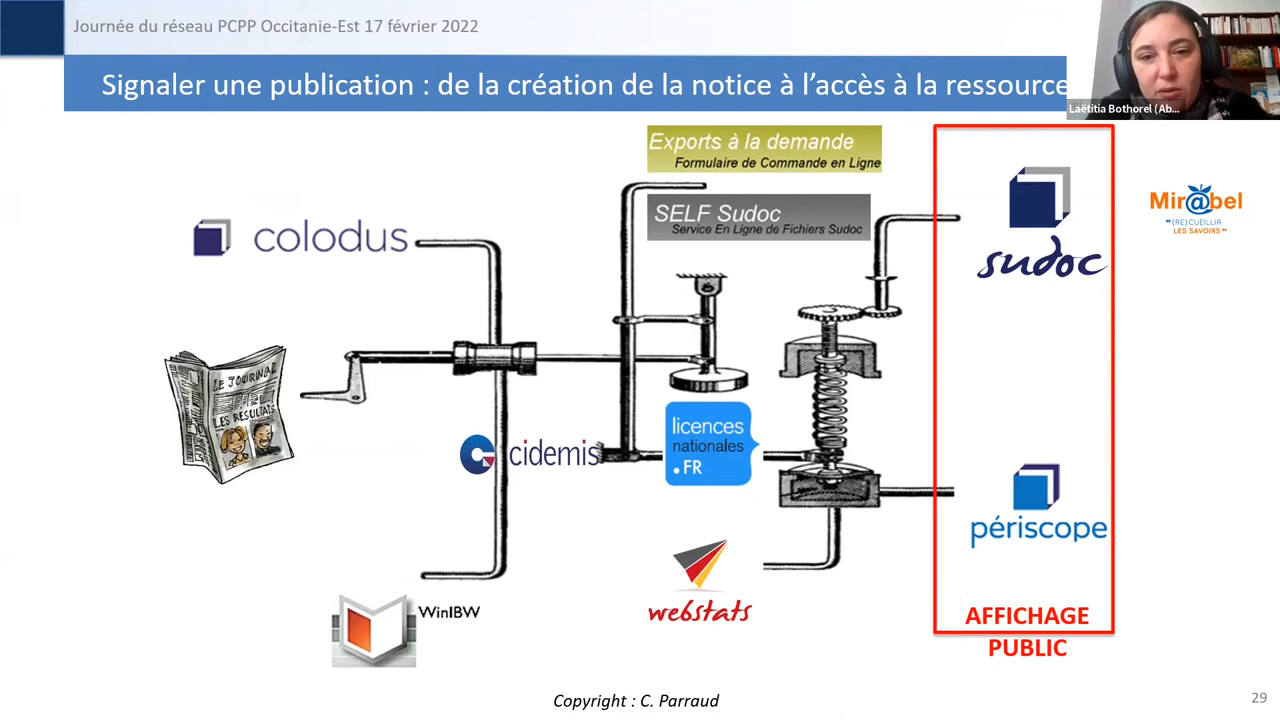 Journée du réseau PCPP Occitanie-Est 17 février 2022
Signaler une publication : de la création de la notice à l’accès à la ressource
Laëtitia Bothorel (Ab...
Exports à la demande
Formulaire de Commande en Ligne
SELF Sudoc
Service En Ligne de Fichiers Sudoc
colodus
sudoc
Mir@bel
“ (RE) CUEILLIR
LES SAVOIRS ”
LE JOURNAL
LES RESULTATS
cidemis
licences
nationales
.FR
périscope
webstats
WinIBW
AFFICHAGE
PUBLIC
Copyright : C. Parraud
29